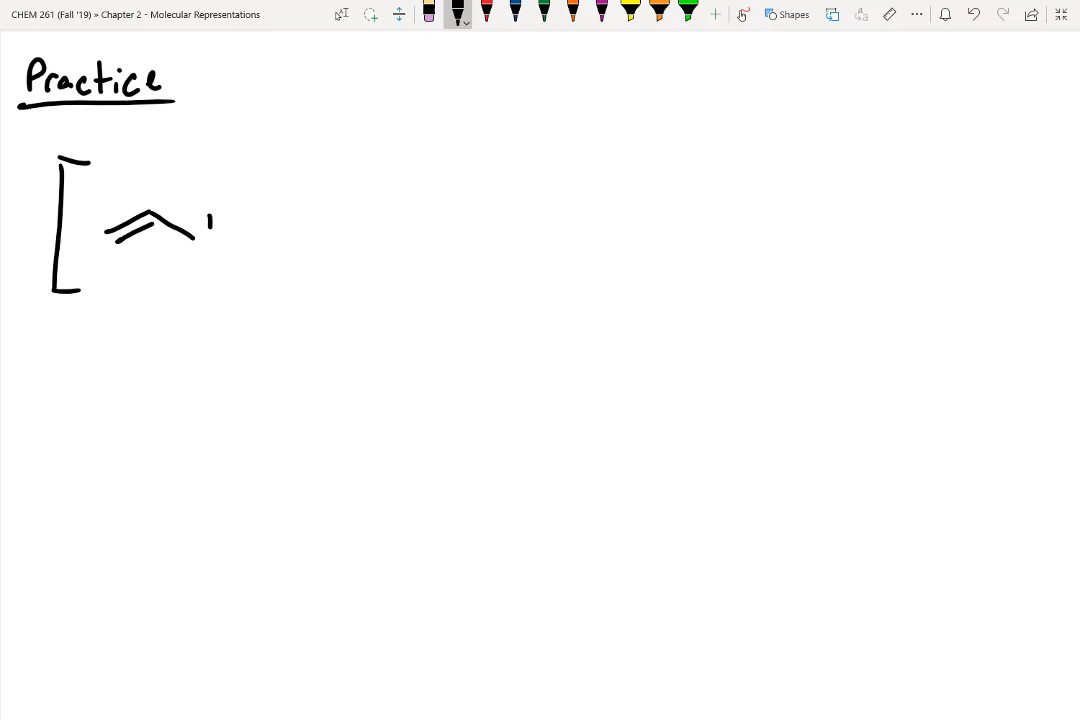 CHEM 261 (Fall '19) » Chapter 2 - Molecular Representations
Shapes
Practice